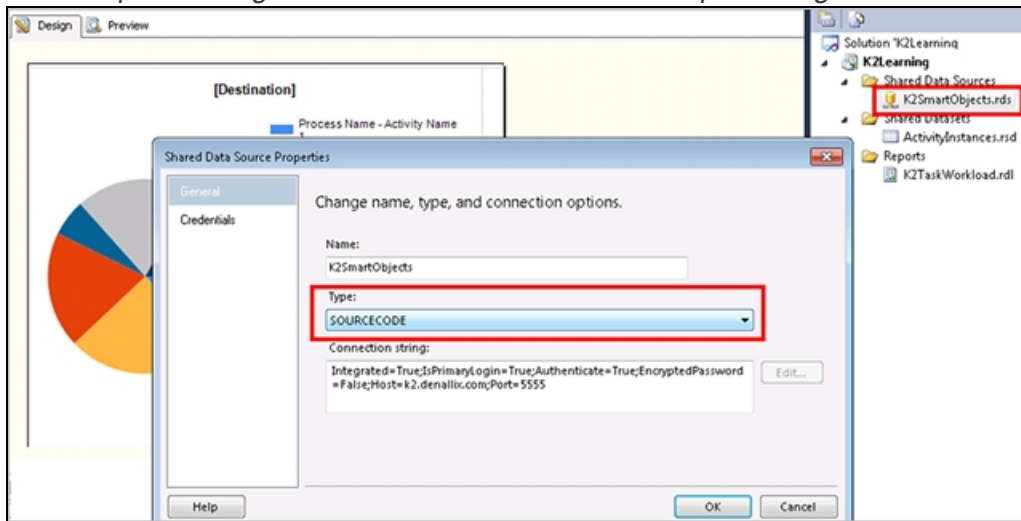 Design
Preview
[Destination]
Process Name - Activity Name
Solution 'K2Learning
K2Learning
Shared Data Sources
K2SmartObjects.rds
Shared Datasets
ActivityInstances.rsd
Reports
K2TaskWorkload.rdl
Shared Data Source Properties
General
Credentials
Change name, type, and connection options.
Name:
K2SmartObjects
Type:
SOURCECODE
Connection string:
Integrated=True;IsPrimaryLogin=True;Authenticate=True;EncryptedPassword
=False;Host=k2.denallix.com;Port=5555
Edit...
Help
OK
Cancel